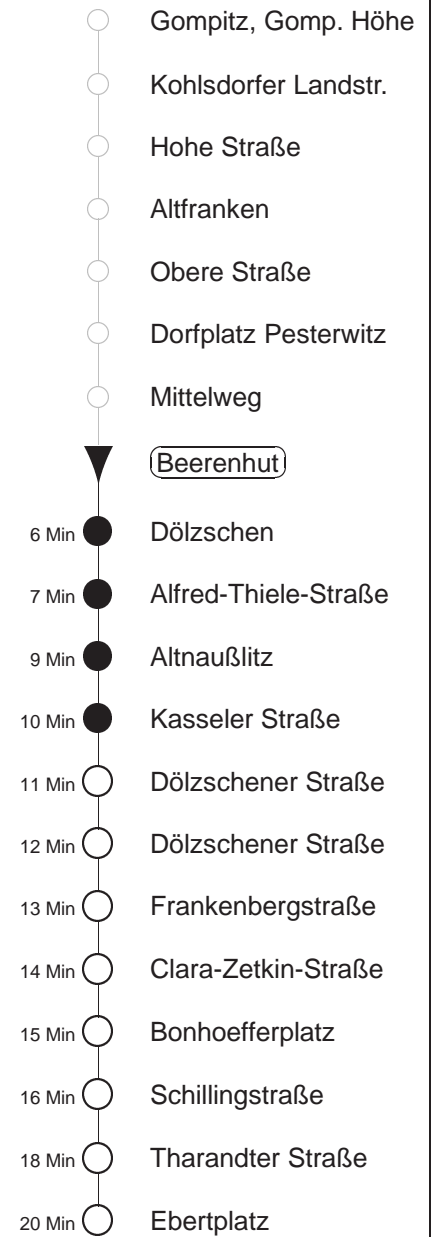 Gompitz, Gomp. Höhe
Kohlsdorfer Landstr.
Hohe Straße
Altfranken
Obere Straße
Dorfplatz Pesterwitz
Mittelweg
Beerenhut
6 Min Dölzschen
7 Min Alfred-Thiele-Straße
9 Min Altnaußlitz
10 Min Kasseler Straße
11 Min Dölzschener Straße
12 Min Dölzschener Straße
13 Min Frankenbergstraße
14 Min Clara-Zetkin-Straße
15 Min Bonhoefferplatz
16 Min Schillingstraße
18 Min Tharandter Straße
20 Min Ebertplatz